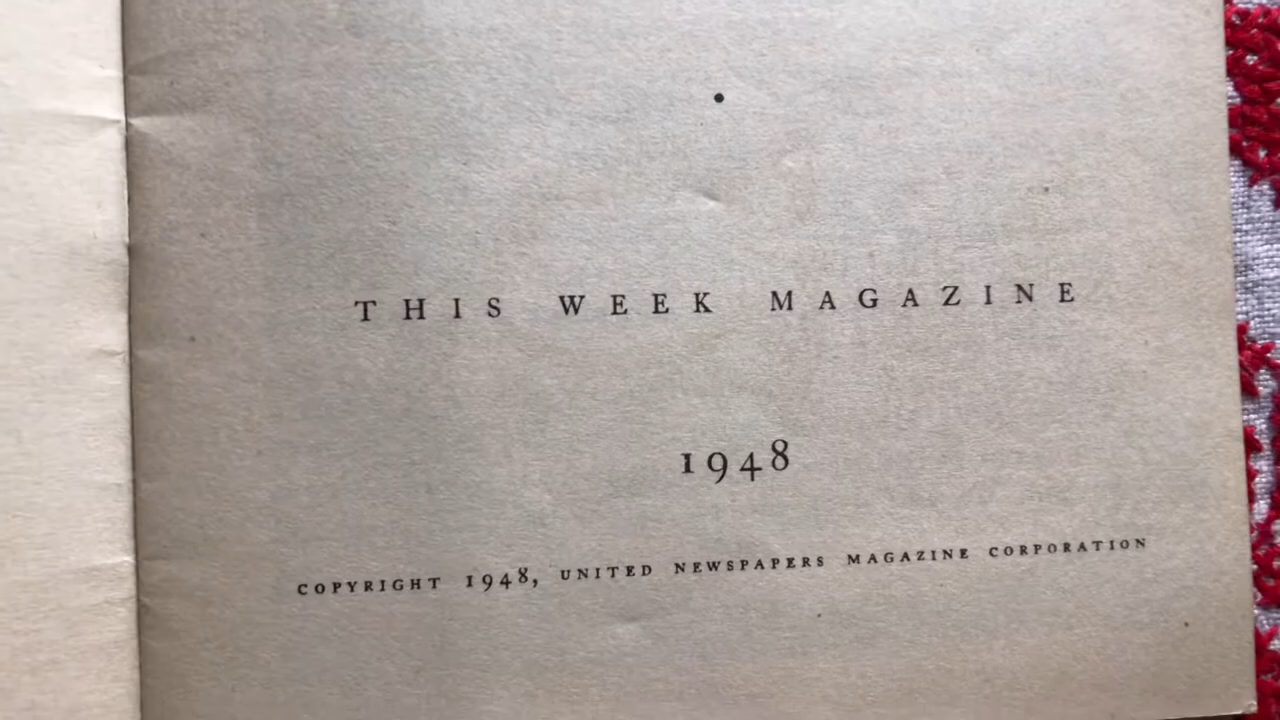 THIS WEEK MAGAZINE
1948
COPYRIGHT 1948, UNITED NEWSPAPERS MAGAZINE CORPORATION